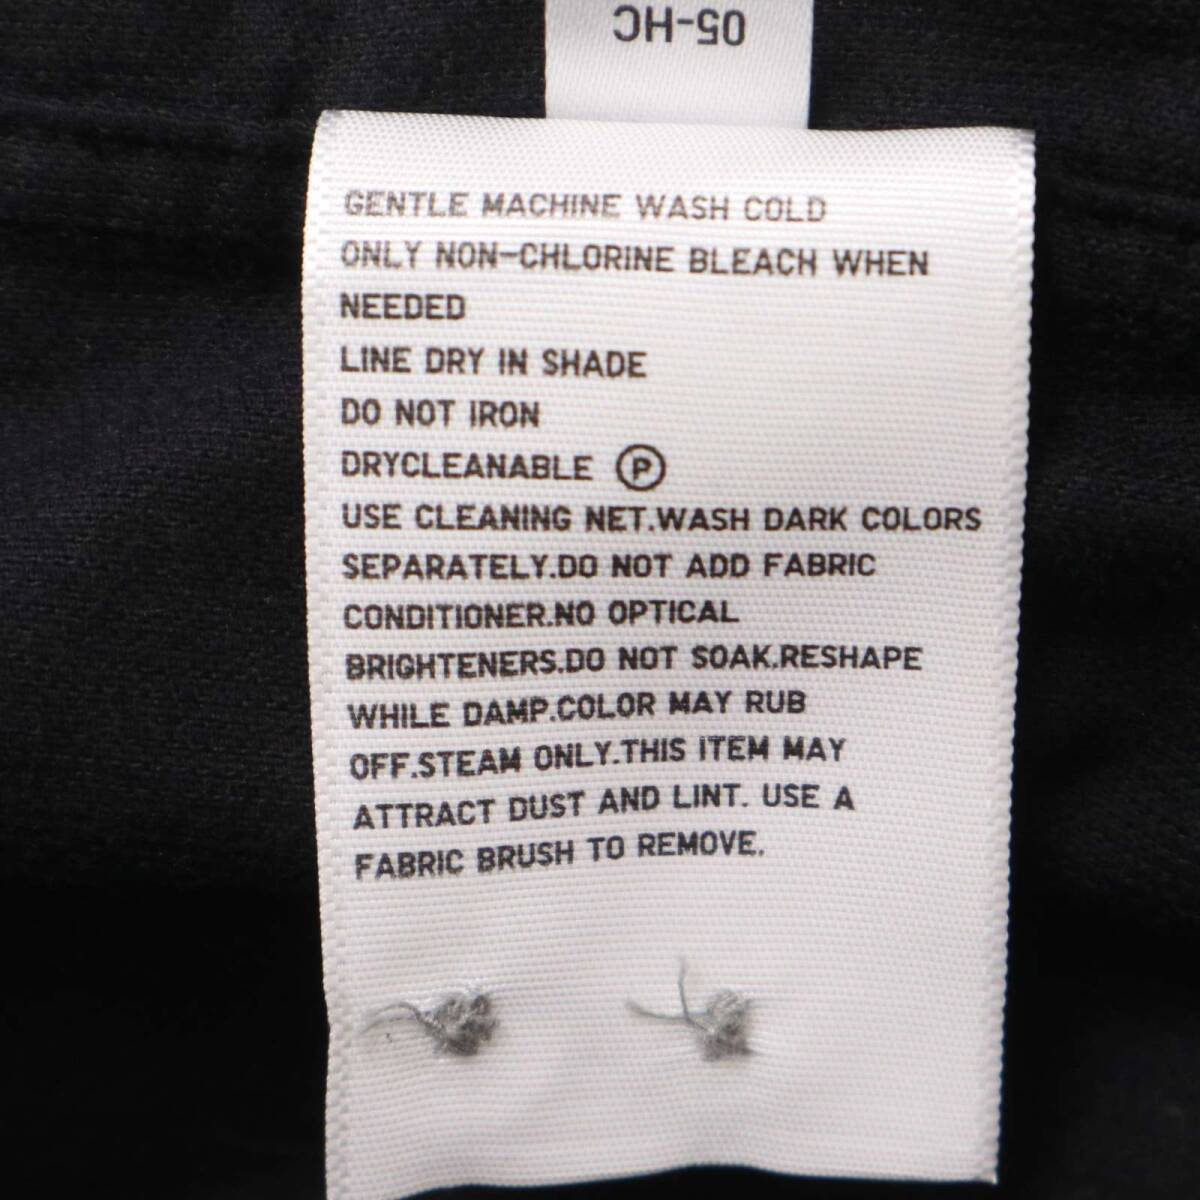 05-HC
GENTLE MACHINE WASH COLD
ONLY NON-CHLORINE BLEACH WHEN
NEEDED
LINE DRY IN SHADE
DO NOT IRON
DRYCLEANABLE Ⓟ
USE CLEANING NET.WASH DARK COLORS
SEPARATELY.DO NOT ADD FABRIC
CONDITIONER.NO OPTICAL
BRIGHTENERS.DO NOT SOAK.RESHAPE
WHILE DAMP.COLOR MAY RUB
OFF.STEAM ONLY.THIS ITEM MAY
ATTRACT DUST AND LINT. USE A
FABRIC BRUSH TO REMOVE.